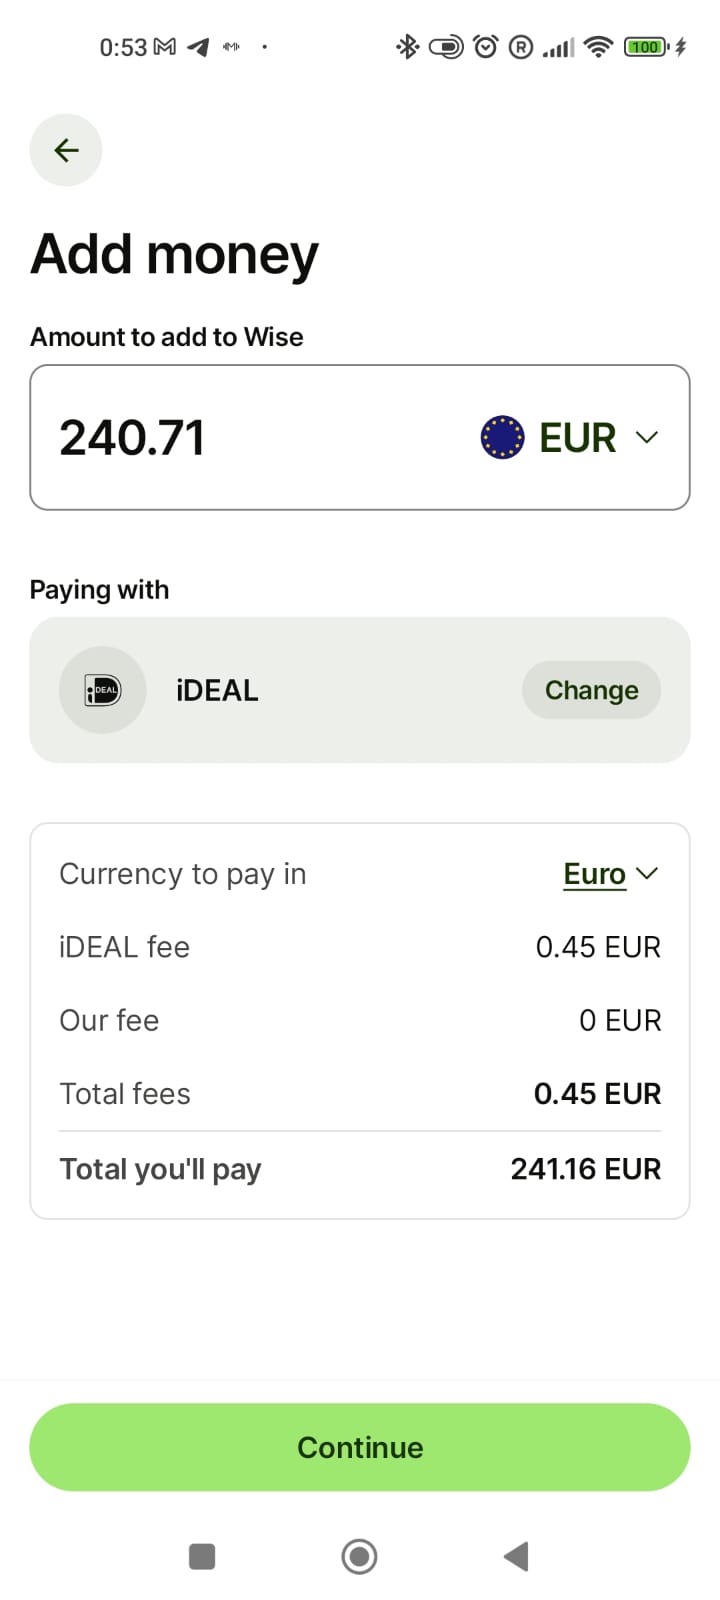 0:53 100
Add money
Amount to add to Wise
240.71 EUR
Paying with
iDEAL iDEAL Change
Currency to pay in Euro
iDEAL fee 0.45 EUR
Our fee 0 EUR
Total fees 0.45 EUR
Total you'll pay 241.16 EUR
Continue